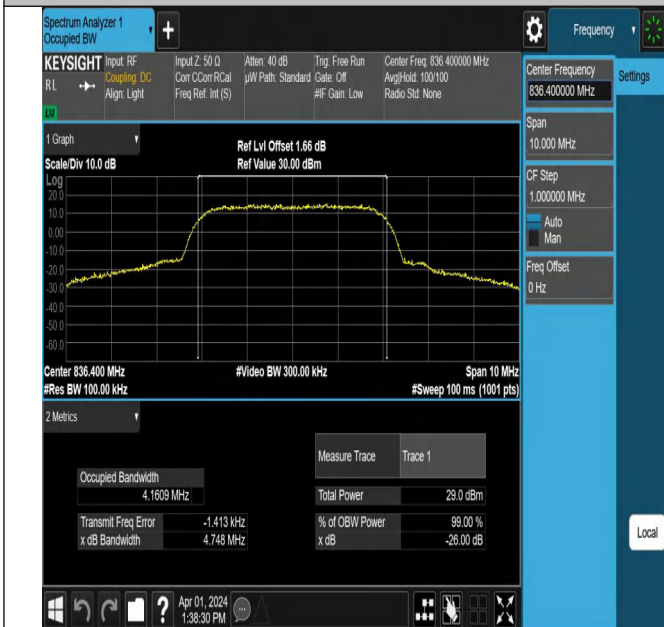 Spectrum Analyzer 1
Occupied BW
+
Frequency
KEYSIGHT
RL
LXI
Input: RF
Coupling: DC
Align: Light
Input Z: 50 Ω
Corr CCorr RCal
Freq Ref: Int (S)
Atten: 40 dB
µW Path: Standard
Trig: Free Run
Gate: Off
#IF Gain: Low
Center Freq: 836.400000 MHz
Avg|Hold: 100/100
Radio Std: None
Center Frequency
836.400000 MHz
Settings
Span
10.000 MHz
CF Step
1.000000 MHz
Auto
Man
Freq Offset
0 Hz
Local
1 Graph
Scale/Div 10.0 dB
Ref Lvl Offset 1.66 dB
Ref Value 30.00 dBm
Log
20.0
10.0
0.00
-10.0
-20.0
-30.0
-40.0
-50.0
-60.0
Center 836.400 MHz
#Video BW 300.00 kHz
Span 10 MHz
#Res BW 100.00 kHz
#Sweep 100 ms (1001 pts)
2 Metrics
Measure Trace Trace 1
Occupied Bandwidth
4.1609 MHz
Total Power 29.0 dBm
Transmit Freq Error -1.413 kHz
% of OBW Power 99.00 %
x dB Bandwidth 4.748 MHz
x dB -26.00 dB
?
Apr 01, 2024
1:38:30 PM